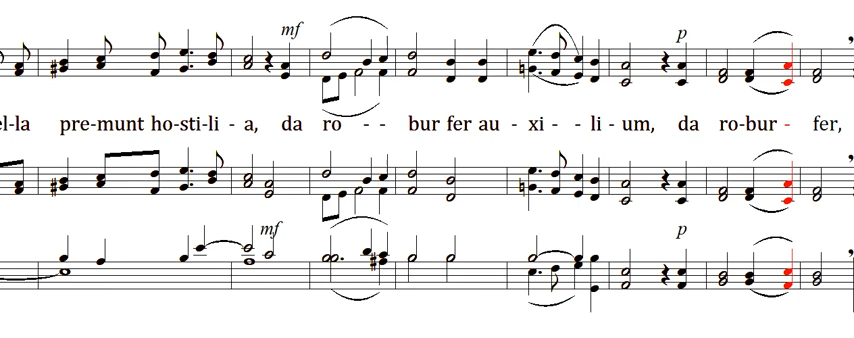 mf
p
el-la pre-munt ho-sti-li - a, da ro - - bur fer au - xi - - li - um, da ro-bur - fer,
mf
p